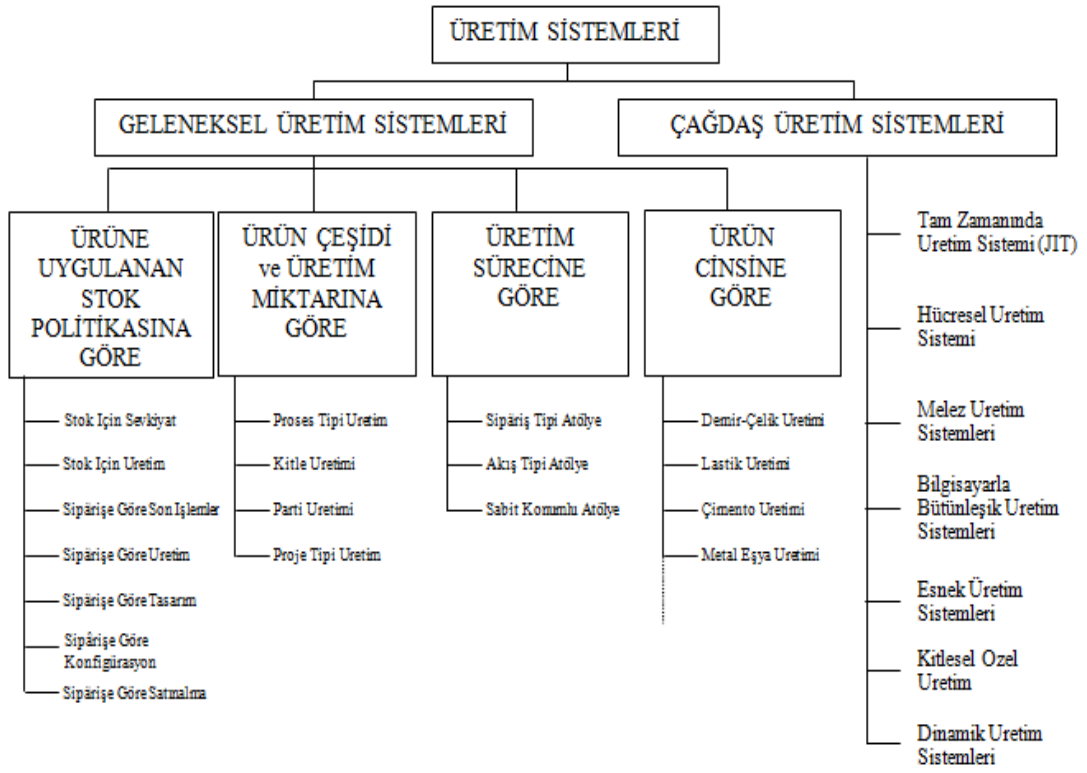 ÜRETİM SİSTEMLERİ
GELENEKSEL ÜRETİM SİSTEMLERİ
ÇAĞDAŞ ÜRETİM SİSTEMLERİ
ÜRÜNE
UYGULANAN
STOK
POLİTİKASINA
GÖRE
Stok Için Sevkiyat
Stok Için Uretim
Siparişe Göre Son Işlemler
Siparişe Göre Uretim
Siparişe Göre Tasarım
Sipârişe Göre
Konfigürasyon
Siparişe Göre Satınalma
ÜRÜN ÇEŞİDİ
ve ÜRETİM
MİKTARINA
GÖRE
Proses Tipi Uretim
Kitle Uretimi
Parti Uretimi
Proje Tipi Uretim
ÜRETİM
SÜRECİNE
GÖRE
Sipäriş Tipi Atölye
Akış Tipi Atölye
Sabit Konumlu Atölye
ÜRÜN
CİNSİNE
GÖRE
Demir-Çelik Uretimi
Lastik Uretimi
Çimento Uretimi
Metal Eşya Uretimi
Tam Zamanında
Uretim Sistemi (JIT)
Hücresel Uretim
Sistemi
Melez Uretim
Sistemleri
Bilgisayarla
Bütünleşik Uretim
Sistemleri
Esnek Üretim
Sistemleri
Kitlesel Ozel
Uretim
Dinamik Uretim
Sistemleri